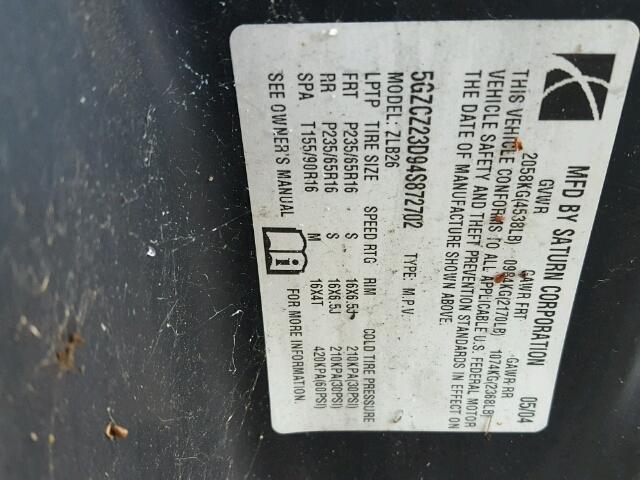 MFD BY SATURN CORPORATION 05/04
GVWR GAWR FRT GAWR RR
2058KG(4538LB) 0984KG(2170LB) 1074KG(2368LB)
THIS VEHICLE CONFORMS TO ALL APPLICABLE U.S. FEDERAL MOTOR
VEHICLE SAFETY AND THEFT PREVENTION STANDARDS IN EFFECT ON
THE DATE OF MANUFACTURE SHOWN ABOVE.
5GZCZ23D94S872702 TYPE: M.P.V.
MODEL: ZLB26
LPTP TIRE SIZE SPEED RTG RIM COLD TIRE PRESSURE
FRT P235/65R16 S 16X6.5J 210KPA(30PSI)
RR P235/65R16 S 16X6.5J 210KPA(30PSI)
SPA T155/90R16 M 16X4T 420KPA(60PSI)
SEE OWNER'S MANUAL i FOR MORE INFORMATION.